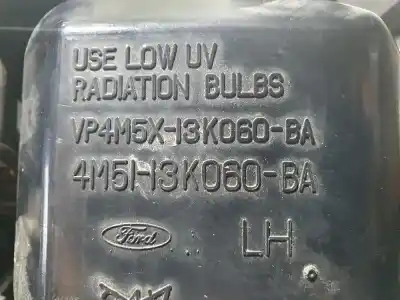 USE LOW UV
RADIATION BULBS
VP4M5X-13K060-BA
4M51-13K060-BA
Ford
LH